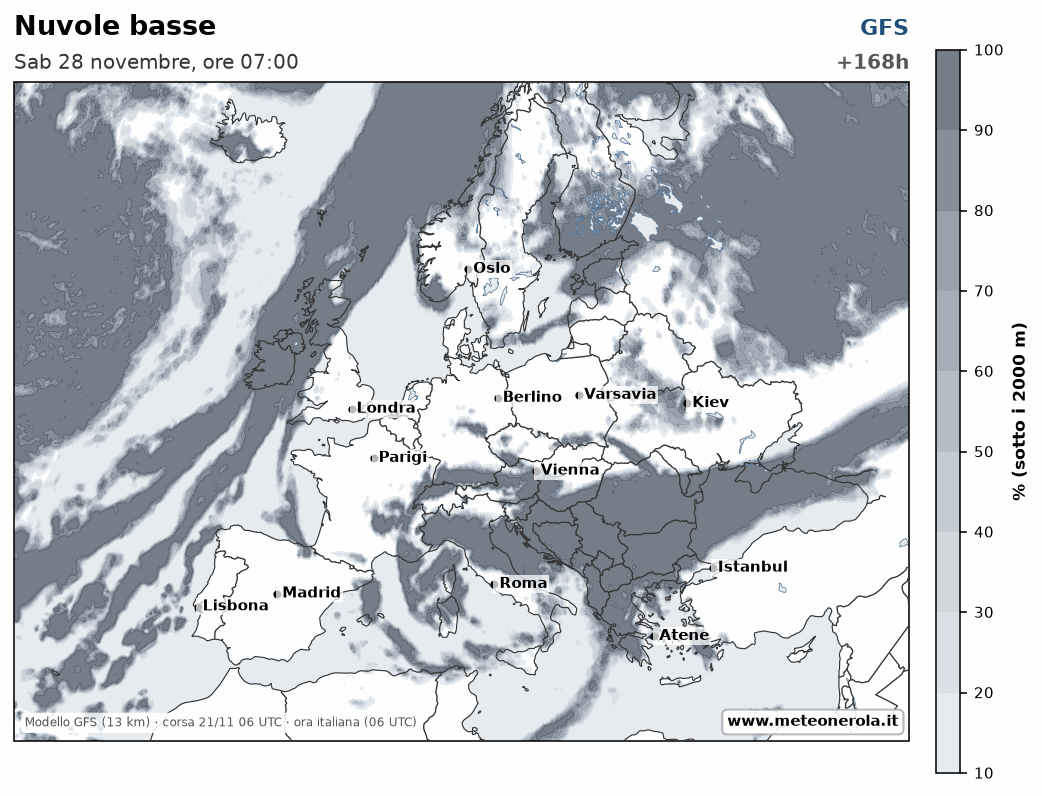 Nuvole basse
GFS
Sab 28 novembre, ore 07:00
+168h
100
90
80
70
60
50
40
30
20
10
% (sotto i 2000 m)
Oslo
Berlino
Varsavia
Kiev
Londra
Parigi
Vienna
Istanbul
Roma
Madrid
Lisbona
Atene
Modello GFS (13 km) · corsa 21/11 06 UTC · ora italiana (06 UTC)
www.meteonerola.it